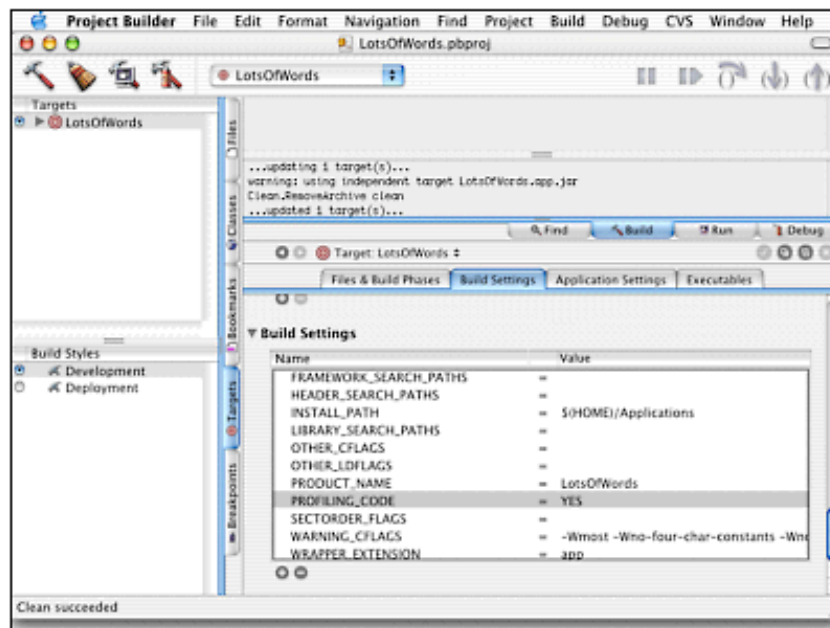 Project Builder File Edit Format Navigation Find Project Build Debug CVS Window Help
LotsOfWords.pbproj
LotsOfWords
Targets
LotsOfWords
Files
Classes
Bookmarks
Targets
Breakpoints
...updating 1 target(s)...
warning: using independent target LotsOfWords.app.jar
Clean.RemoveArchive clean
...updated 1 target(s)...
Find Build Run Debug
Target: LotsOfWords
Files & Build Phases Build Settings Application Settings Executables
Build Settings
Name Value
FRAMEWORK_SEARCH_PATHS =
HEADER_SEARCH_PATHS =
INSTALL_PATH = $(HOME)/Applications
LIBRARY_SEARCH_PATHS =
OTHER_CFLAGS =
OTHER_LDFLAGS =
PRODUCT_NAME = LotsOfWords
PROFILING_CODE = YES
SECTORDER_FLAGS =
WARNING_CFLAGS = -Wmost -Wno-four-char-constants
WRAPPER_EXTENSION = app
Build Styles
Development
Deployment
Clean succeeded